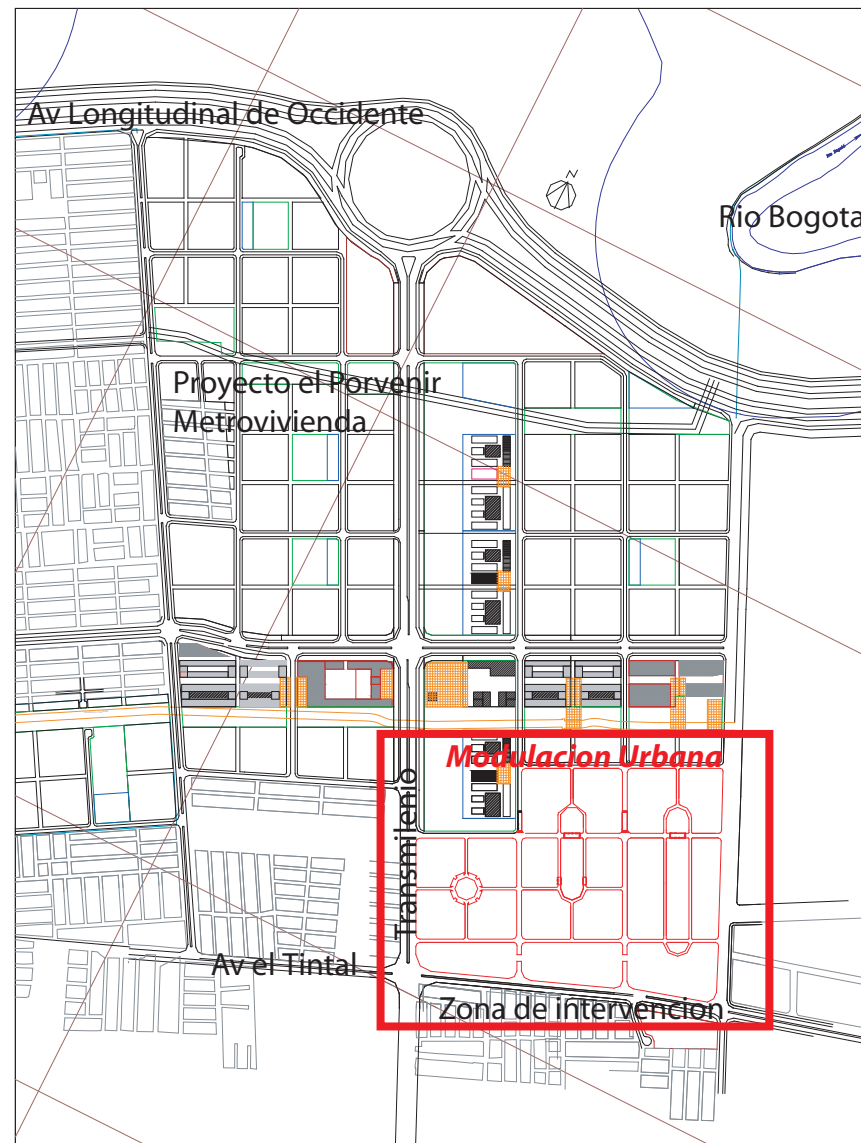 Av Longitudinal de Occidente
N
Rio Bogota
Proyecto el Porvenir
Metrovivienda
Modulacion Urbana
Transmilenio
Av el Tintal
Zona de intervencion